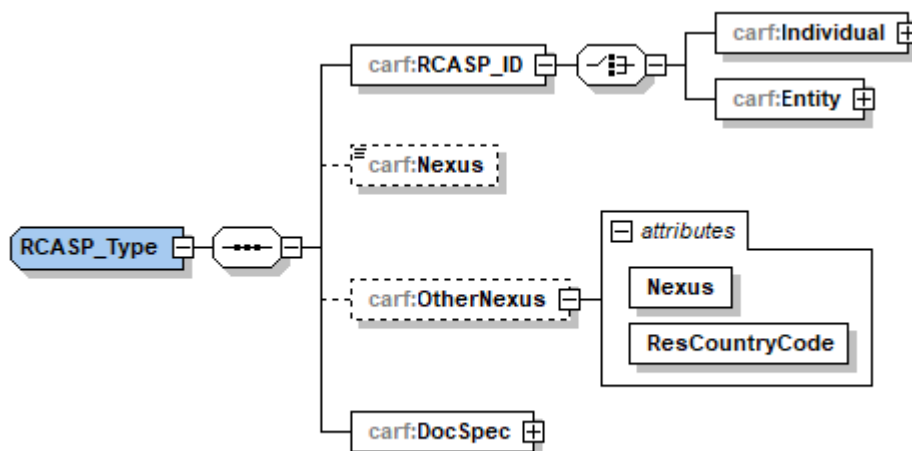 carf:Individual
carf:RCASP_ID
carf:Entity
carf:Nexus
attributes
RCASP_Type
Nexus
carf:OtherNexus
ResCountryCode
carf:DocSpec